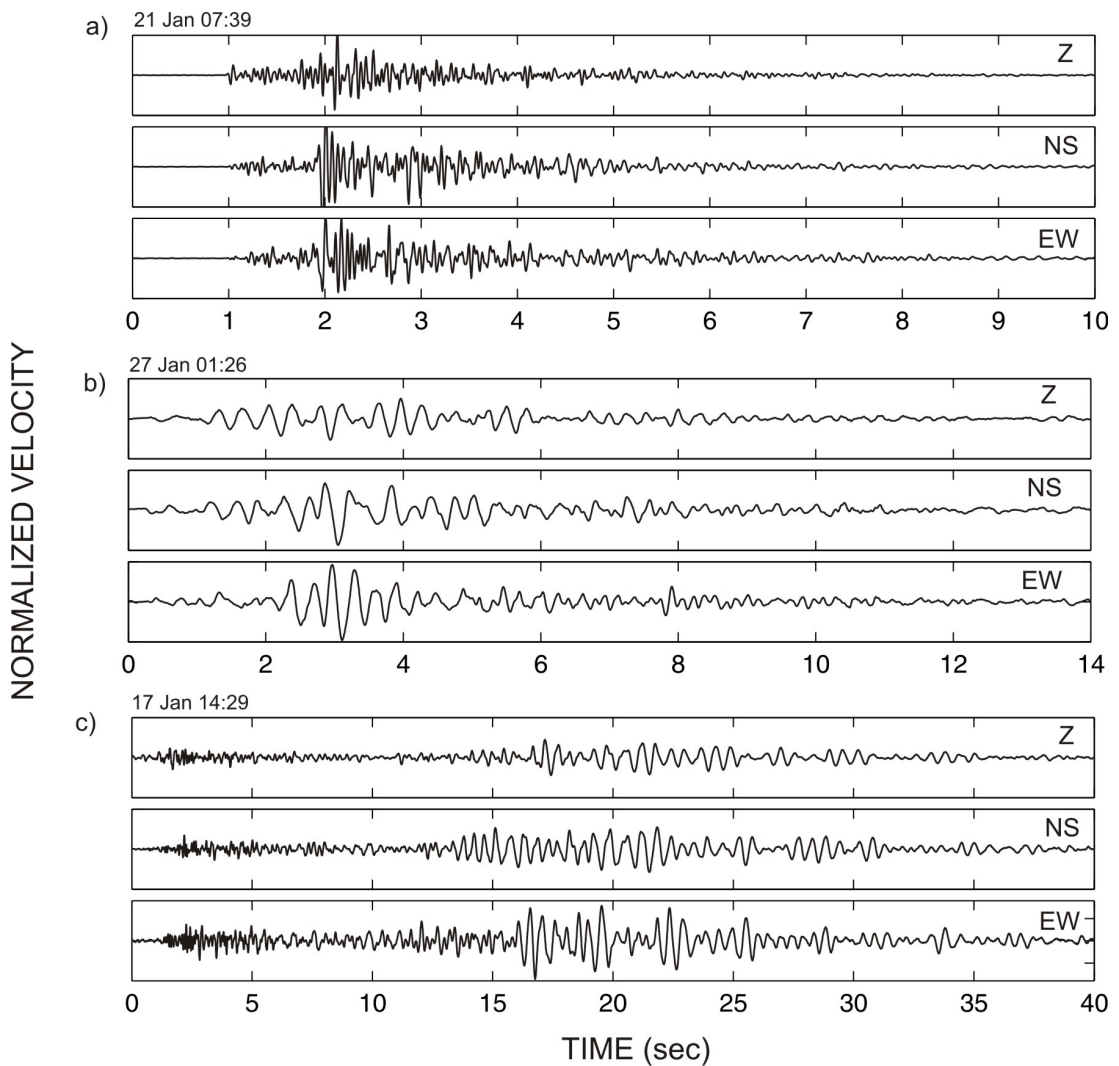 21 Jan 07:39
a)
Z
NS
EW
0 1 2 3 4 5 6 7 8 9 10
27 Jan 01:26
b)
Z
NS
EW
0 2 4 6 8 10 12 14
17 Jan 14:29
c)
Z
NS
EW
0 5 10 15 20 25 30 35 40
TIME (sec)
NORMALIZED VELOCITY